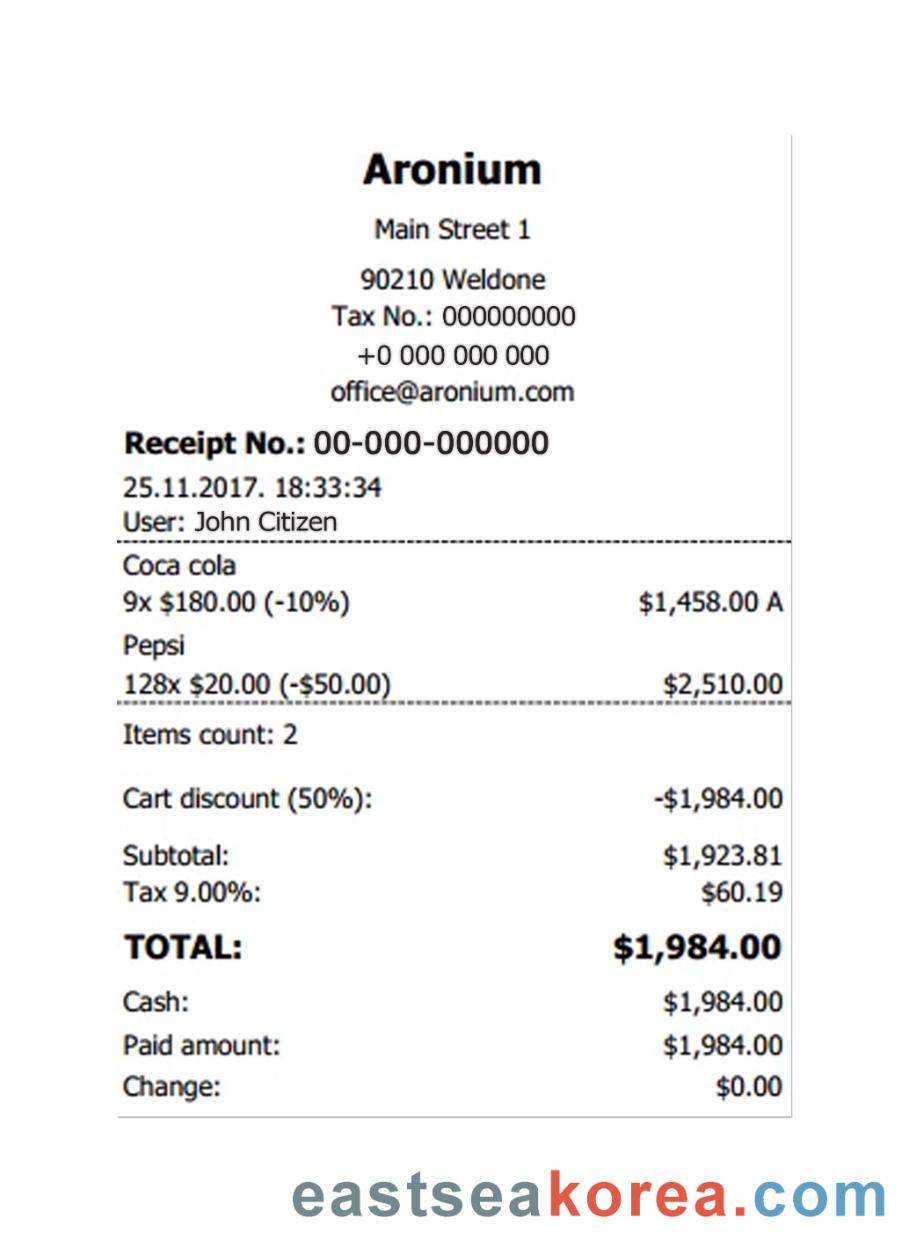 Aronium
Main Street 1
90210 Weldone
Tax No.: 000000000
+0 000 000 000
office@aronium.com
Receipt No.: 00-000-000000
25.11.2017. 18:33:34
User: John Citizen
Coca cola
9x $180.00 (-10%) $1,458.00 A
Pepsi
128x $20.00 (-$50.00) $2,510.00
Items count: 2
Cart discount (50%): -$1,984.00
Subtotal: $1,923.81
Tax 9.00%: $60.19
TOTAL: $1,984.00
Cash: $1,984.00
Paid amount: $1,984.00
Change: $0.00
eastseakorea.com